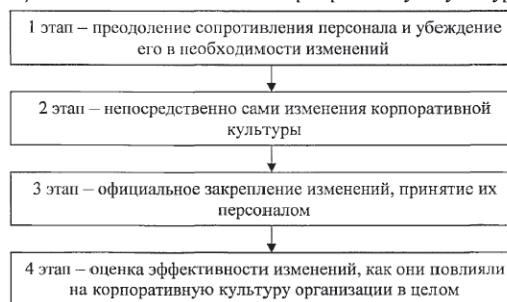 1 этап – преодоление сопротивления персонала и убеждение
его в необходимости изменений
2 этап – непосредственно сами изменения корпоративной
культуры
3 этап – официальное закрепление изменений, принятие их
персоналом
4 этап – оценка эффективности изменений, как они повлияли
на корпоративную культуру организации в целом